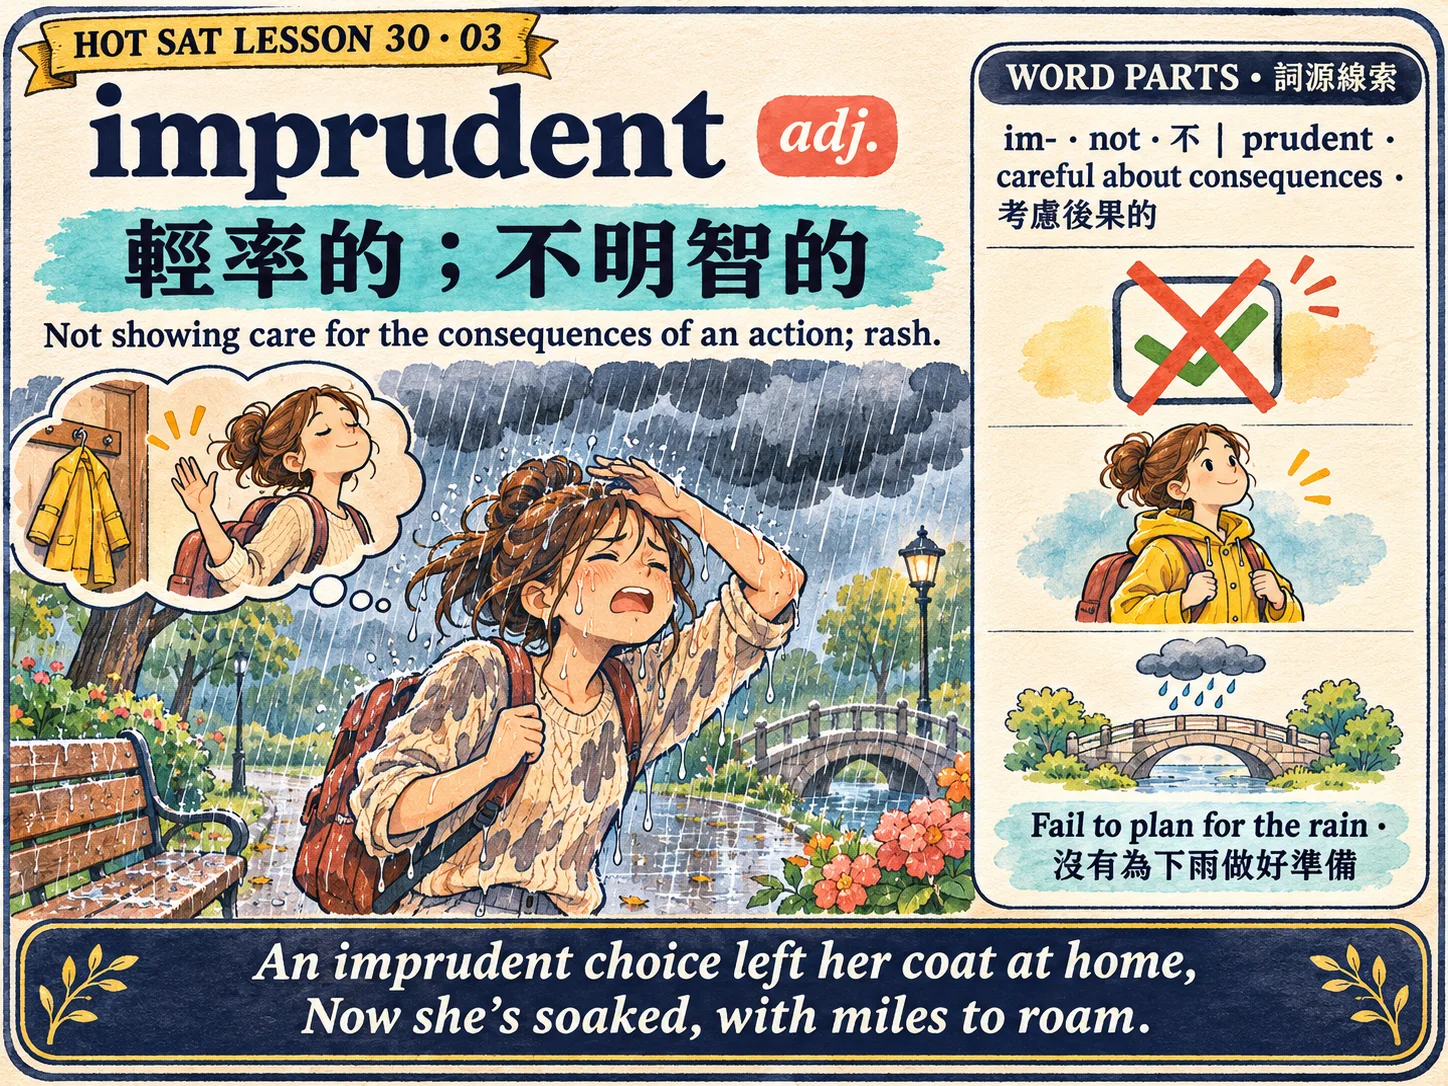 HOT SAT LESSON 30 · 03
imprudent adj.
輕率的；不明智的
Not showing care for the consequences of an action; rash.
WORD PARTS · 詞源線索
im- · not · 不 | prudent ·
careful about consequences ·
考慮後果的
Fail to plan for the rain ·
沒有為下雨做好準備
An imprudent choice left her coat at home,
Now she's soaked, with miles to roam.